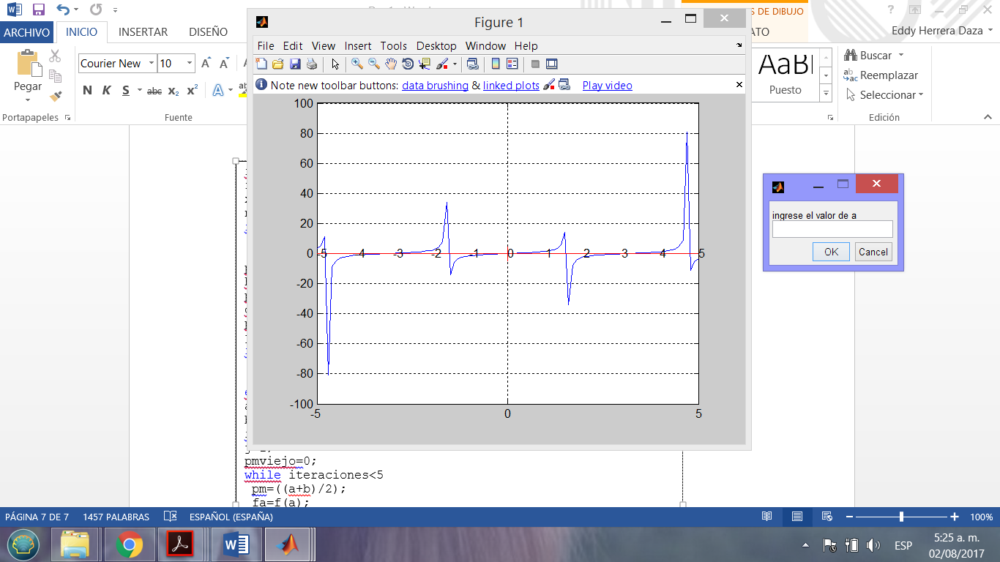 ARCHIVO INICIO INSERTAR DISEÑO
S DE DIBUJO
Eddy Herrera Daza
Pegar
Courier New 10
N K S abc x₂ x² A
Portapapeles
Fuente
AaBl
Puesto
Buscar
Reemplazar
Seleccionar
Edición
Figure 1
File Edit View Insert Tools Desktop Window Help
Note new toolbar buttons: data brushing & linked plots Play video
100
80
60
40
20
0
-20
-40
-60
-80
-100
-5 -4 -3 -2 -1 0 1 2 3 4 5
-5 0 5
ingrese el valor de a
OK Cancel
pmviejo=0;
while iteraciones<5
pm=((a+b)/2);
fa=f(a);
PÁGINA 7 DE 7 1457 PALABRAS ESPAÑOL (ESPAÑA) 100%
ESP
5:25 a. m.
02/08/2017